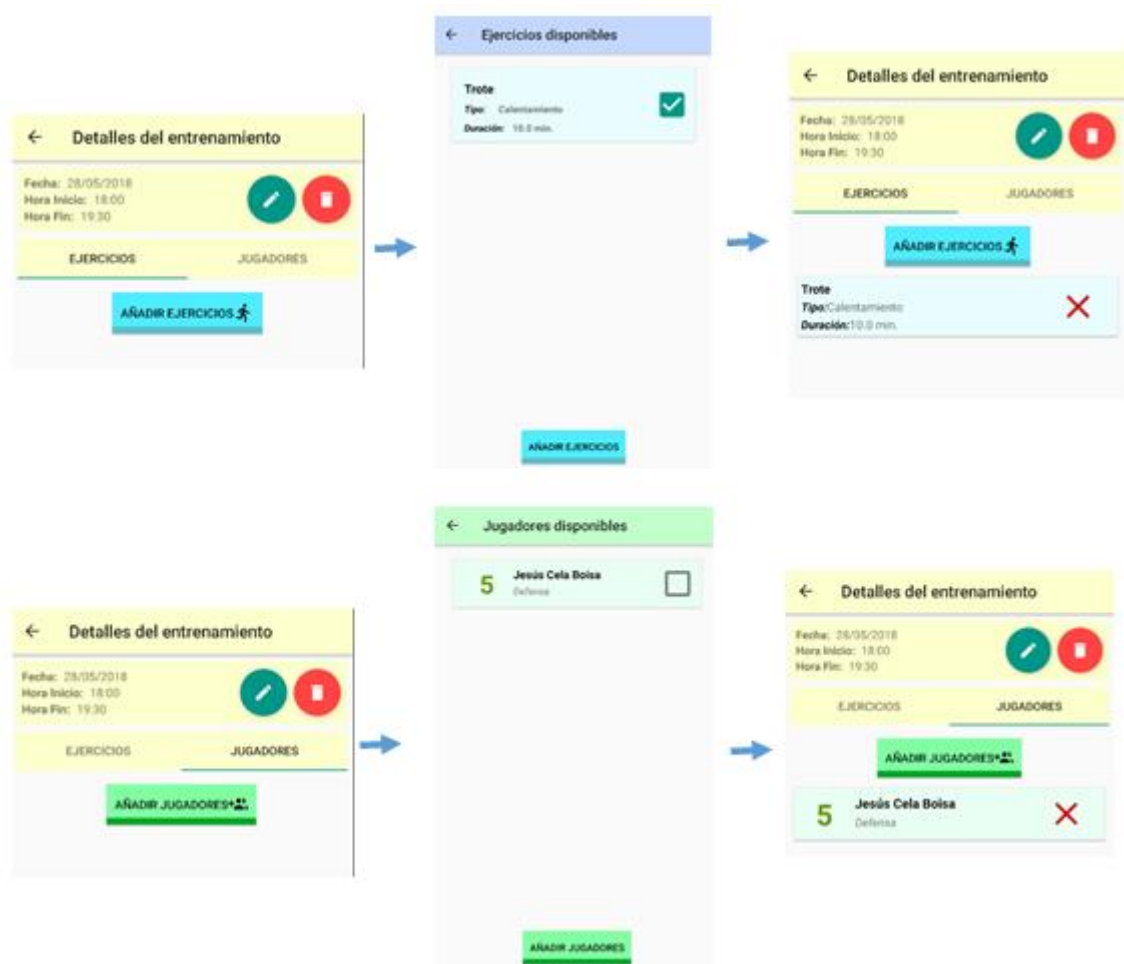 Detalles del entrenamiento
Fecha: 28/05/2018
Hora Inicio: 18:00
Hora Fin: 19:30
EJERCICIOS JUGADORES
AÑADIR EJERCICIOS
Ejercicios disponibles
Trote
Tipo: Calentamiento
Duración: 10.0 min.
AÑADIR EJERCICIOS
Detalles del entrenamiento
Fecha: 28/05/2018
Hora Inicio: 18:00
Hora Fin: 19:30
EJERCICIOS JUGADORES
AÑADIR EJERCICIOS
Trote
Tipo:Calentamiento
Duración:10.0 min.
Detalles del entrenamiento
Fecha: 28/05/2018
Hora Inicio: 18:00
Hora Fin: 19:30
EJERCICIOS JUGADORES
AÑADIR JUGADORES
Jugadores disponibles
5 Jesús Cela Boisa
Defensa
AÑADIR JUGADORES
Detalles del entrenamiento
Fecha: 28/05/2018
Hora Inicio: 18:00
Hora Fin: 19:30
EJERCICIOS JUGADORES
AÑADIR JUGADORES
5 Jesús Cela Boisa
Defensa